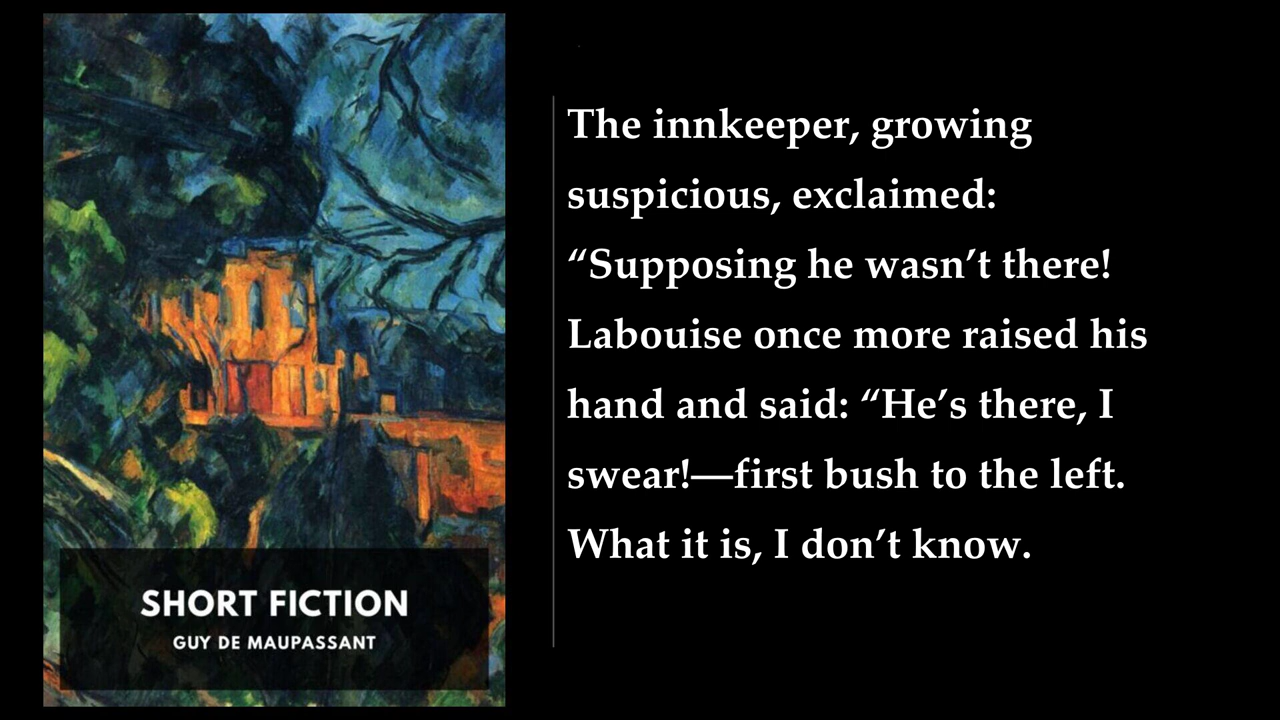 SHORT FICTION
GUY DE MAUPASSANT
The innkeeper, growing
suspicious, exclaimed:
“Supposing he wasn’t there!
Labouise once more raised his
hand and said: “He’s there, I
swear!—first bush to the left.
What it is, I don’t know.